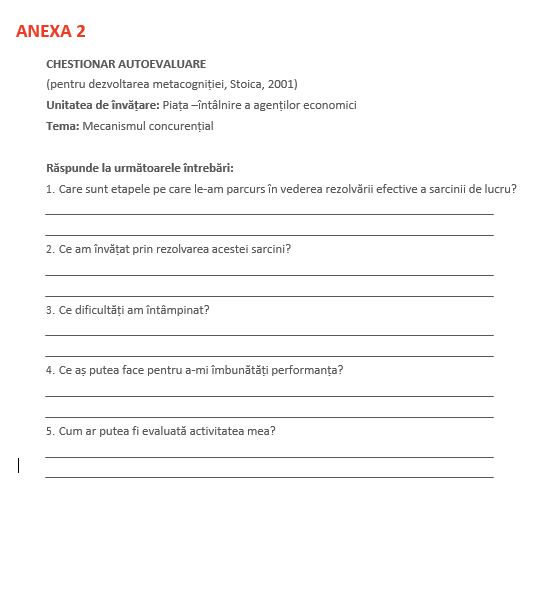 ANEXA 2
CHESTIONAR AUTOEVALUARE
(pentru dezvoltarea metacogniției, Stoica, 2001)
Unitatea de învățare: Piața –întâlnire a agenților economici
Tema: Mecanismul concurențial
Răspunde la următoarele întrebări:
1. Care sunt etapele pe care le-am parcurs în vederea rezolvării efective a sarcinii de lucru?
2. Ce am învățat prin rezolvarea acestei sarcini?
3. Ce dificultăți am întâmpinat?
4. Ce aș putea face pentru a-mi îmbunătăți performanța?
5. Cum ar putea fi evaluată activitatea mea?